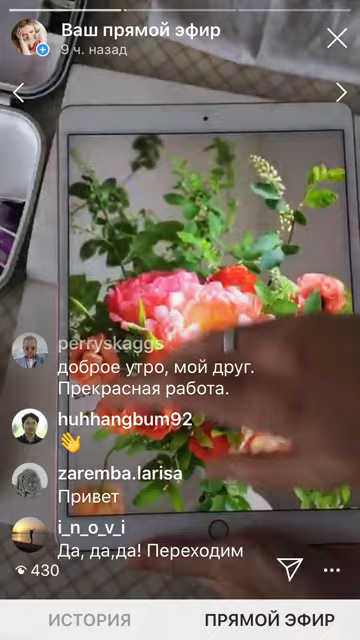 Ваш прямой эфир
9 ч. назад
perryskaggs
доброе утро, мой друг.
Прекрасная работа.
huhhangbum92
👋
zaremba.larisa
Привет
i_n_o_v_i
Да, да,да! Переходим
430
ИСТОРИЯ
ПРЯМОЙ ЭФИР